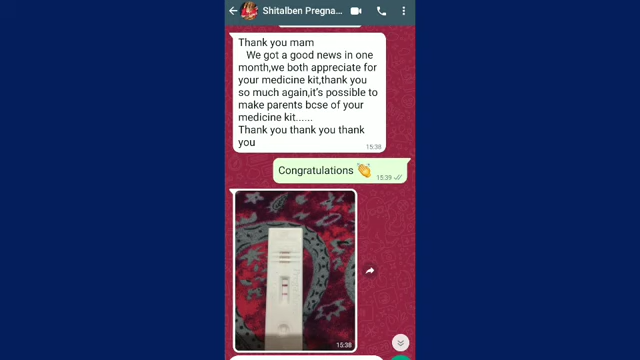 Shitalben Pregna...
Thank you mam
We got a good news in one
month,we both appreciate for
your medicine kit,thank you
so much again,it's possible to
make parents bcse of your
medicine kit......
Thank you thank you thank
you
15:38
Congratulations 👏
15:39
15:38